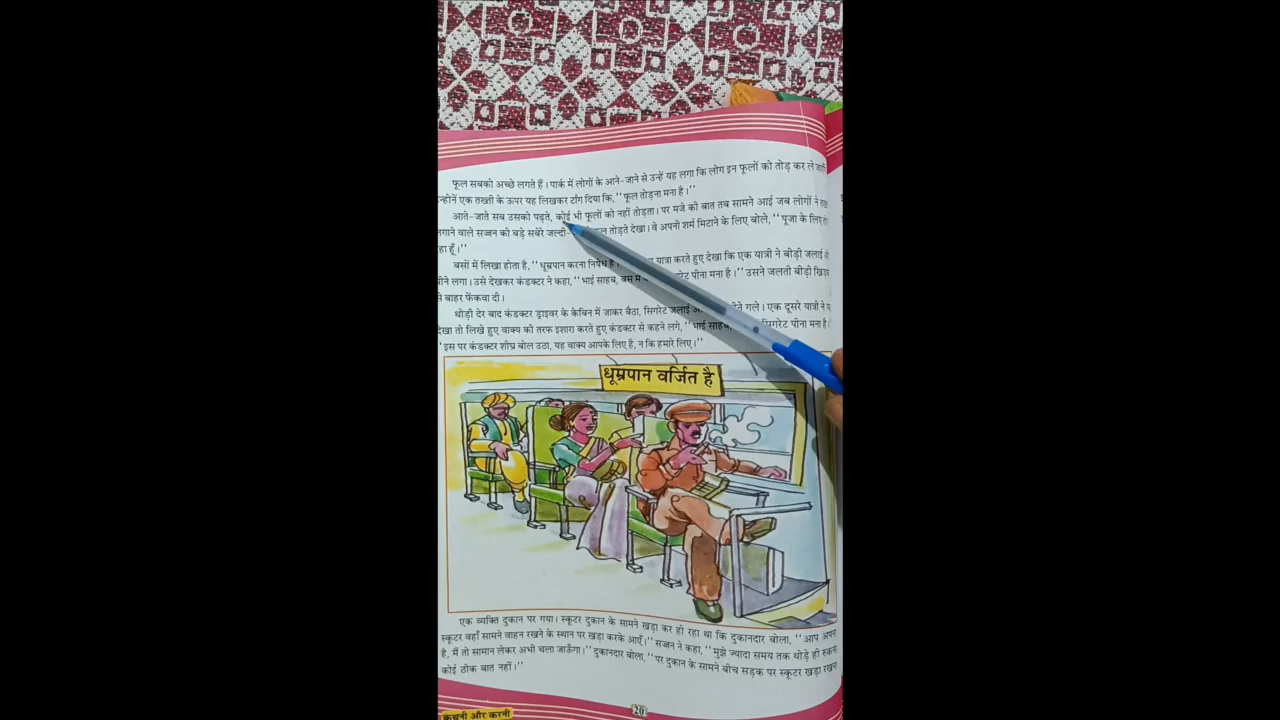 फूल सबको अच्छे लगते हैं। पार्क में लोगों के आने-जाने से उन्हें यह लगा कि लोग इन फूलों को तोड़ कर ले
न्होनें एक तख्ती के ऊपर यह लिखकर टाँग दिया कि, "फूल तोड़ना मना है।"
आते-जाते सब उसको पढ़ते, कोई भी फूलों को नहीं तोड़ता। पर मजे की बात तब सामने आई जब लोगों ने
लगाने वाले सज्जन को बड़े सबेरे जल्दी- तोड़ते देखा। वे अपनी शर्म मिटाने के लिए बोले, "पूजा के लिए
हा हूँ।"
बसों में लिखा होता है, "धूम्रपान करना निषेध है। यात्रा करते हुए देखा कि एक यात्री ने बीड़ी जलाई
पीने लगा। उसे देखकर कंडक्टर ने कहा, "भाई साहब, बस में सिगरेट पीना मना है।" उसने जलती बीड़ी
से बाहर फेंकवा दी।
थोड़ी देर बाद कंडक्टर ड्राइवर के केबिन में जाकर बैठा, सिगरेट जलाई पीते गले। एक दूसरे यात्री ने
देखा तो लिखे हुए वाक्य की तरफ इशारा करते हुए कंडक्टर से कहने लगे, "भाई साहब, सिगरेट पीना मना है।
"इस पर कंडक्टर शीघ्र बोल उठा, यह वाक्य आपके लिए है, न कि हमारे लिए।"
धूम्रपान वर्जित है
एक व्यक्ति दुकान पर गया। स्कूटर दुकान के सामने खड़ा कर ही रहा था कि दुकानदार बोला, "आप अपना
स्कूटर वहाँ सामने वाहन रखने के स्थान पर खड़ा करके आएँ।" सज्जन ने कहा, "मुझे ज्यादा समय तक थोड़े ही रुकना
है, मैं तो सामान लेकर अभी चला जाऊँगा।" दुकानदार बोला, "पर दुकान के सामने बीच सड़क पर स्कूटर खड़ा रखना
कोई ठीक बात नहीं।"
20
कथनी और करनी